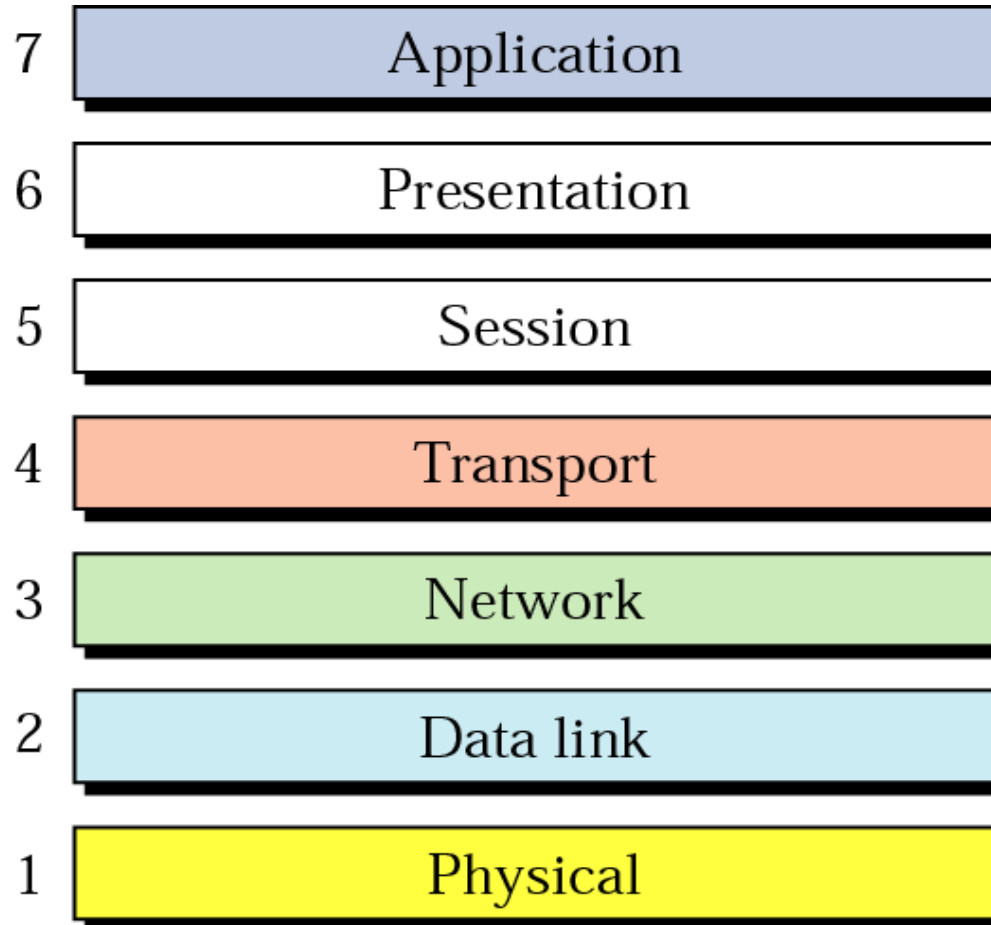 7 Application
6 Presentation
5 Session
4 Transport
3 Network
2 Data link
1 Physical